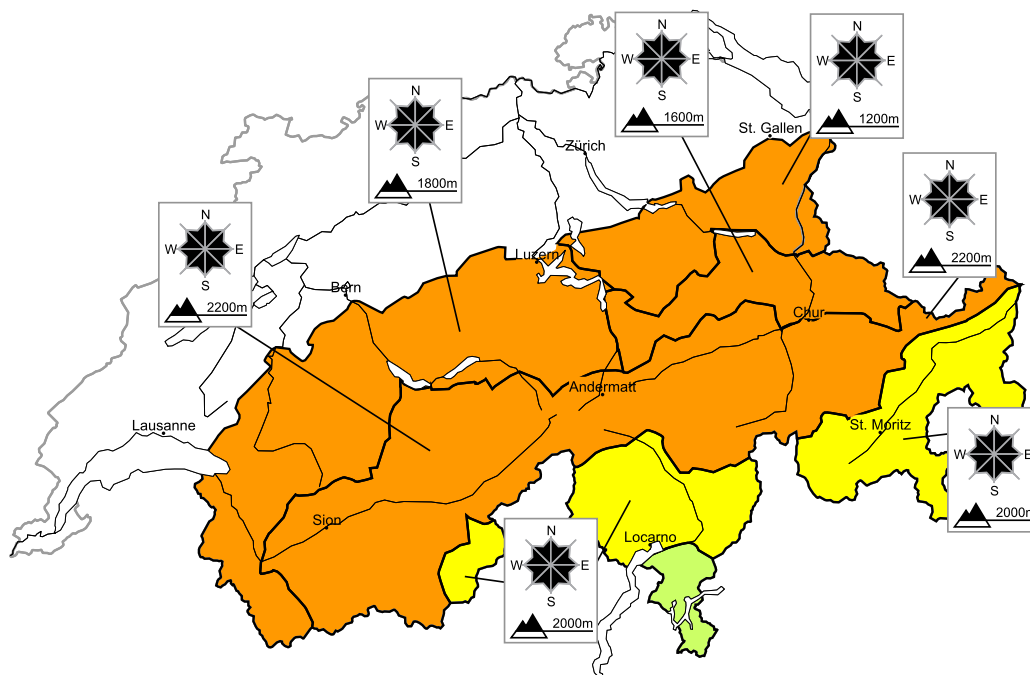 N
W E
S
1600m
N
W E
S
1200m
St. Gallen
N
W E
S
1800m
Zürich
N
W E
S
2200m
N
W E
S
2200m
Luzern
Bern
Chur
Andermatt
Lausanne
St. Moritz
N
W E
S
2000m
Sion
Locarno
N
W E
S
2000m